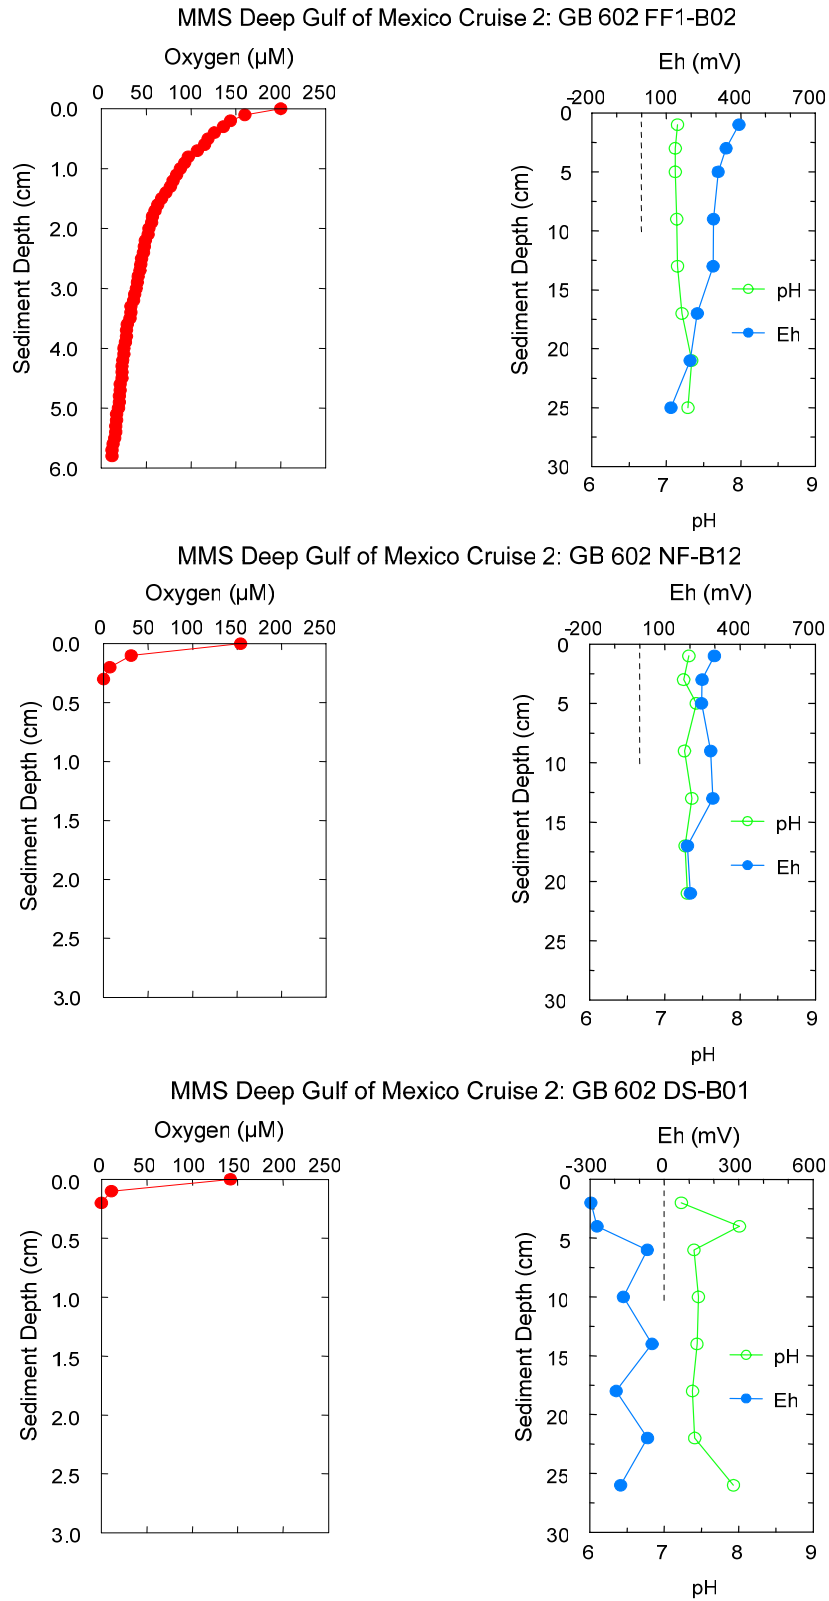 MMS Deep Gulf of Mexico Cruise 2: GB 602 FF1-B02
Oxygen (µM)
0 50 100 150 200 250
0.0
1.0
2.0
3.0
4.0
5.0
6.0
Sediment Depth (cm)
Eh (mV)
-200 100 400 700
0
5
10
15
20
25
30
Sediment Depth (cm)
pH
Eh
6 7 8 9
pH
MMS Deep Gulf of Mexico Cruise 2: GB 602 NF-B12
Oxygen (µM)
0 50 100 150 200 250
0.0
0.5
1.0
1.5
2.0
2.5
3.0
Sediment Depth (cm)
Eh (mV)
-200 100 400 700
0
5
10
15
20
25
30
Sediment Depth (cm)
pH
Eh
6 7 8 9
pH
MMS Deep Gulf of Mexico Cruise 2: GB 602 DS-B01
Oxygen (µM)
0 50 100 150 200 250
0.0
0.5
1.0
1.5
2.0
2.5
3.0
Sediment Depth (cm)
Eh (mV)
-300 0 300 600
0
5
10
15
20
25
30
Sediment Depth (cm)
pH
Eh
6 7 8 9
pH